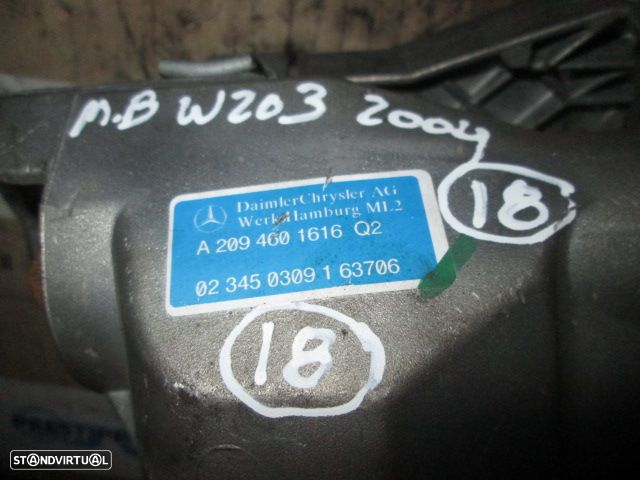 M.B W203 2004
18
DaimlerChrysler AG
Werk Hamburg ML2
A 209 460 1616 Q2
02 345 0309 1 63706
18
STANDVIRTUAL